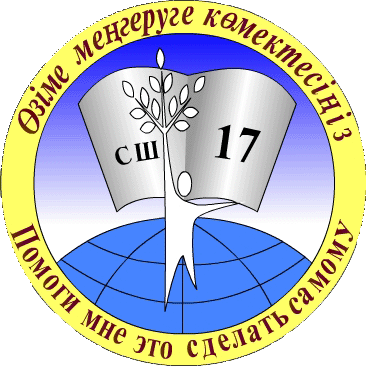 Өзіме меңгеруге көмектесіңіз
СШ 17
Помоги мне это сделать самому